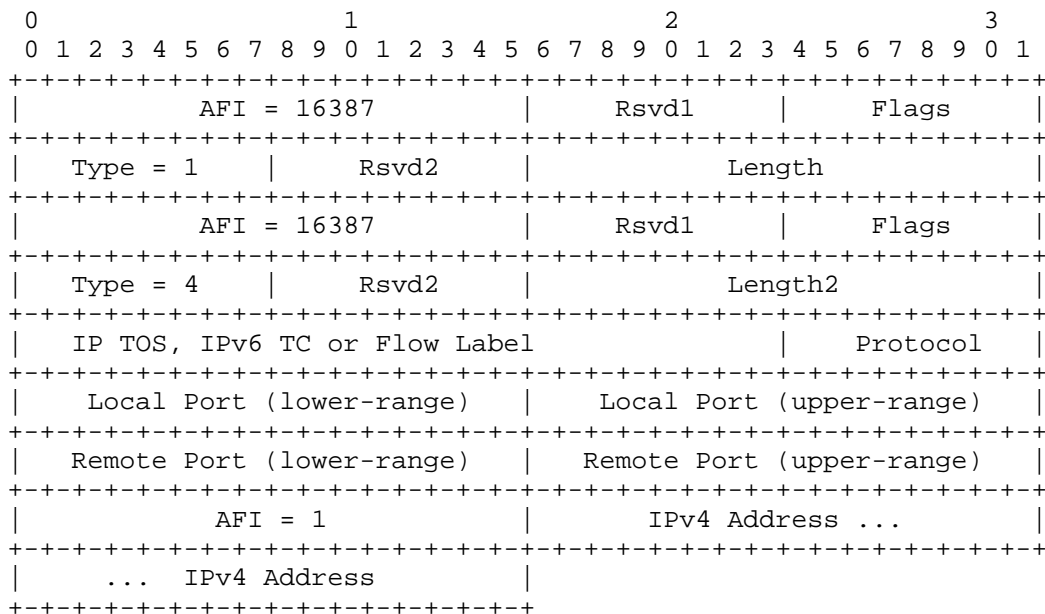 0                   1                   2                   3
 0 1 2 3 4 5 6 7 8 9 0 1 2 3 4 5 6 7 8 9 0 1 2 3 4 5 6 7 8 9 0 1
+-+-+-+-+-+-+-+-+-+-+-+-+-+-+-+-+-+-+-+-+-+-+-+-+-+-+-+-+-+-+-+-+
|           AFI = 16387         |     Rsvd1     |     Flags     |
+-+-+-+-+-+-+-+-+-+-+-+-+-+-+-+-+-+-+-+-+-+-+-+-+-+-+-+-+-+-+-+-+
|   Type = 1    |     Rsvd2     |            Length             |
+-+-+-+-+-+-+-+-+-+-+-+-+-+-+-+-+-+-+-+-+-+-+-+-+-+-+-+-+-+-+-+-+
|           AFI = 16387         |     Rsvd1     |     Flags     |
+-+-+-+-+-+-+-+-+-+-+-+-+-+-+-+-+-+-+-+-+-+-+-+-+-+-+-+-+-+-+-+-+
|   Type = 4    |     Rsvd2     |            Length2            |
+-+-+-+-+-+-+-+-+-+-+-+-+-+-+-+-+-+-+-+-+-+-+-+-+-+-+-+-+-+-+-+-+
|   IP TOS, IPv6 TC or Flow Label               |    Protocol   |
+-+-+-+-+-+-+-+-+-+-+-+-+-+-+-+-+-+-+-+-+-+-+-+-+-+-+-+-+-+-+-+-+
|    Local Port (lower-range)   |    Local Port (upper-range)   |
+-+-+-+-+-+-+-+-+-+-+-+-+-+-+-+-+-+-+-+-+-+-+-+-+-+-+-+-+-+-+-+-+
|   Remote Port (lower-range)   |   Remote Port (upper-range)   |
+-+-+-+-+-+-+-+-+-+-+-+-+-+-+-+-+-+-+-+-+-+-+-+-+-+-+-+-+-+-+-+-+
|            AFI = 1            |       IPv4 Address ...        |
+-+-+-+-+-+-+-+-+-+-+-+-+-+-+-+-+-+-+-+-+-+-+-+-+-+-+-+-+-+-+-+-+
|     ...  IPv4 Address         |
+-+-+-+-+-+-+-+-+-+-+-+-+-+-+-+-+